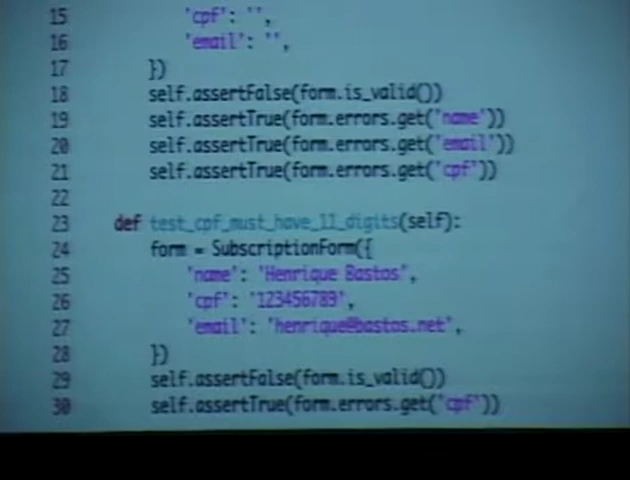 15 'cpf': '',
16 'email': '',
17 })
18 self.assertFalse(form.is_valid())
19 self.assertTrue(form.errors.get('name'))
20 self.assertTrue(form.errors.get('email'))
21 self.assertTrue(form.errors.get('cpf'))
22
23 def test_cpf_must_have_11_digits(self):
24 form = SubscriptionForm({
25 'name': 'Henrique Bastos',
26 'cpf': '123456789',
27 'email': 'henrique@bastos.net',
28 })
29 self.assertFalse(form.is_valid())
30 self.assertTrue(form.errors.get('cpf'))